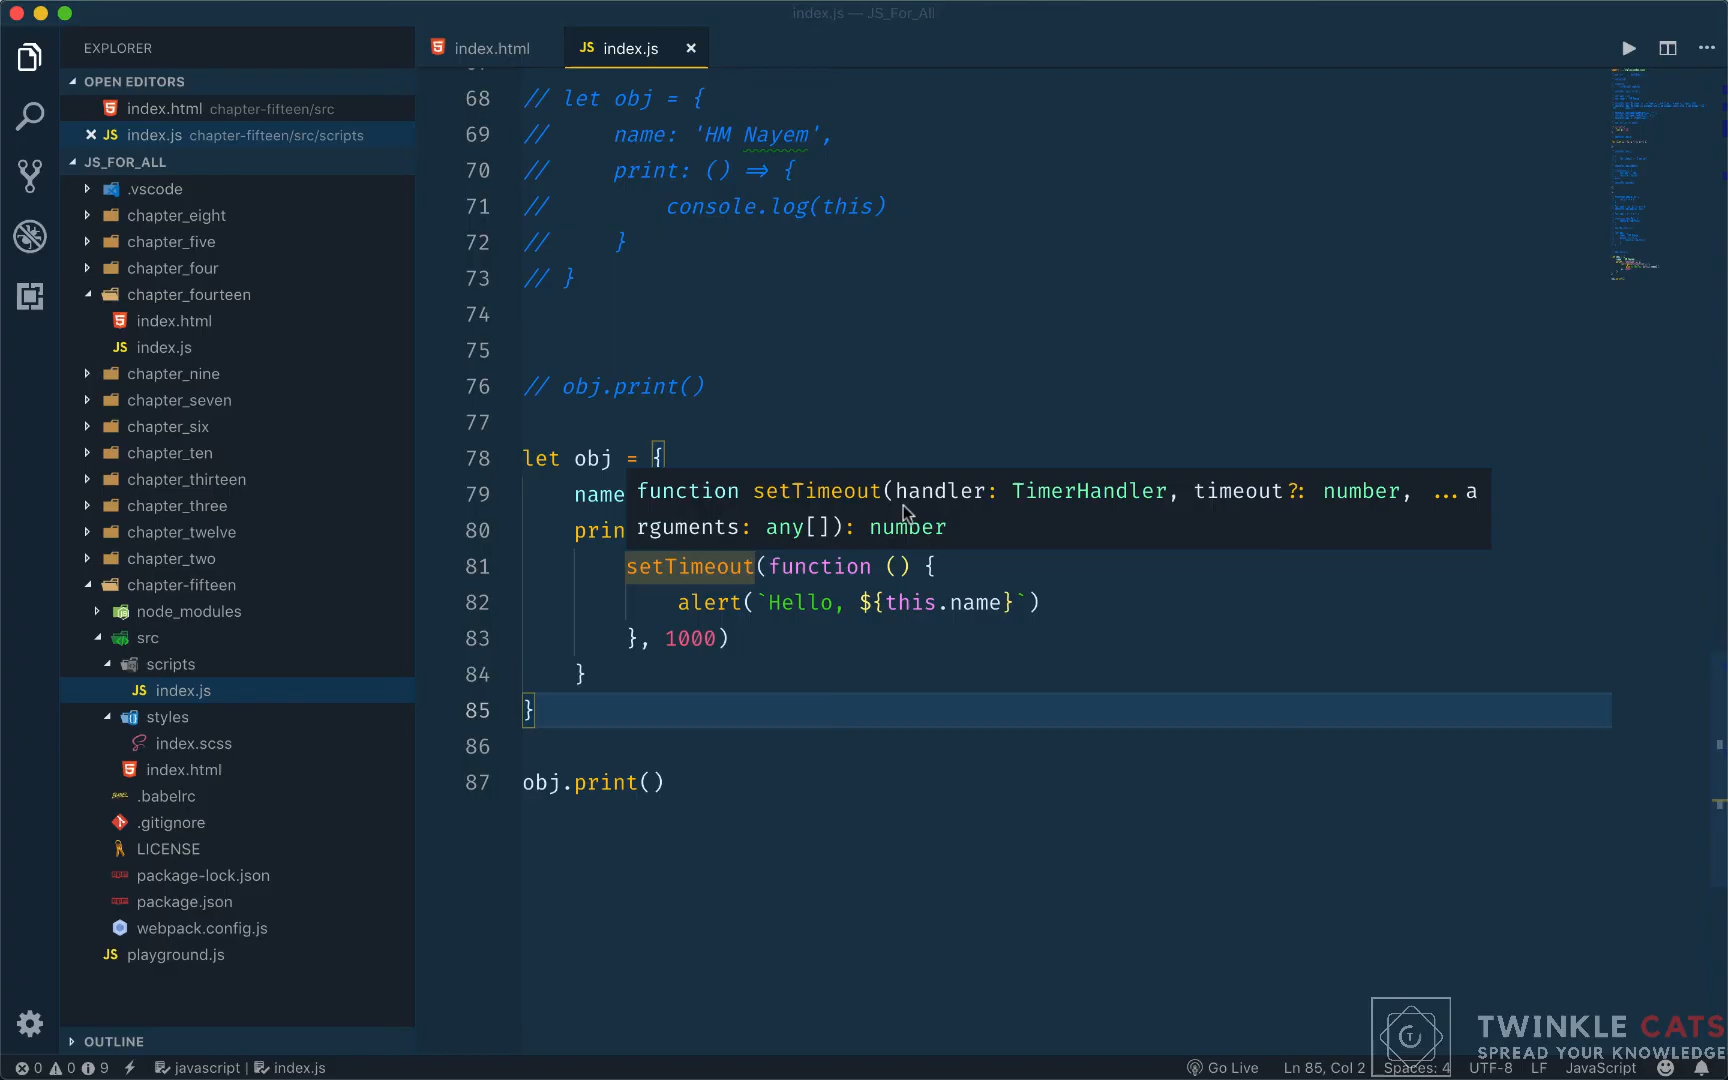 index.js — JS_For_All
EXPLORER
OPEN EDITORS
index.html chapter-fifteen/src
index.js chapter-fifteen/src/scripts
JS_FOR_ALL
.vscode
chapter_eight
chapter_five
chapter_four
chapter_fourteen
index.html
JS index.js
chapter_nine
chapter_seven
chapter_six
chapter_ten
chapter_thirteen
chapter_three
chapter_twelve
chapter_two
chapter-fifteen
node_modules
src
scripts
JS index.js
styles
index.scss
index.html
.babelrc
.gitignore
LICENSE
package-lock.json
package.json
webpack.config.js
JS playground.js
OUTLINE
index.html
JS index.js
68 // let obj = {
69 // name: 'HM Nayem',
70 // print: () => {
71 // console.log(this)
72 // }
73 // }
74
75
76 // obj.print()
77
78 let obj = {
79 name
80 prin
function setTimeout(handler: TimerHandler, timeout?: number, ...a
rguments: any[]): number
81 setTimeout(function () {
82 alert(`Hello, ${this.name}`)
83 }, 1000)
84 }
85 }
86
87 obj.print()
TWINKLE CATS
SPREAD YOUR KNOWLEDGE
0 0 9 javascript | index.js
Go Live Ln 85, Col 2 Spaces: 4 UTF-8 LF JavaScript